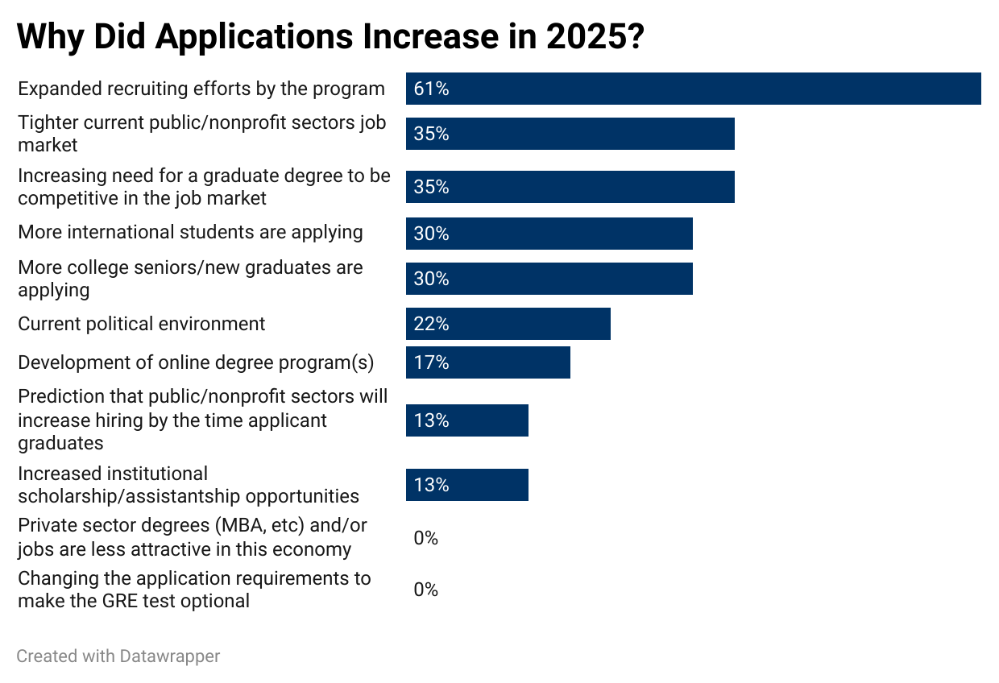 Why Did Applications Increase in 2025?
Expanded recruiting efforts by the program
61%
Tighter current public/nonprofit sectors job
market
35%
Increasing need for a graduate degree to be
competitive in the job market
35%
More international students are applying
30%
More college seniors/new graduates are
applying
30%
Current political environment
22%
Development of online degree program(s)
17%
Prediction that public/nonprofit sectors will
increase hiring by the time applicant
graduates
13%
Increased institutional
scholarship/assistantship opportunities
13%
Private sector degrees (MBA, etc) and/or
jobs are less attractive in this economy
0%
Changing the application requirements to
make the GRE test optional
0%
Created with Datawrapper